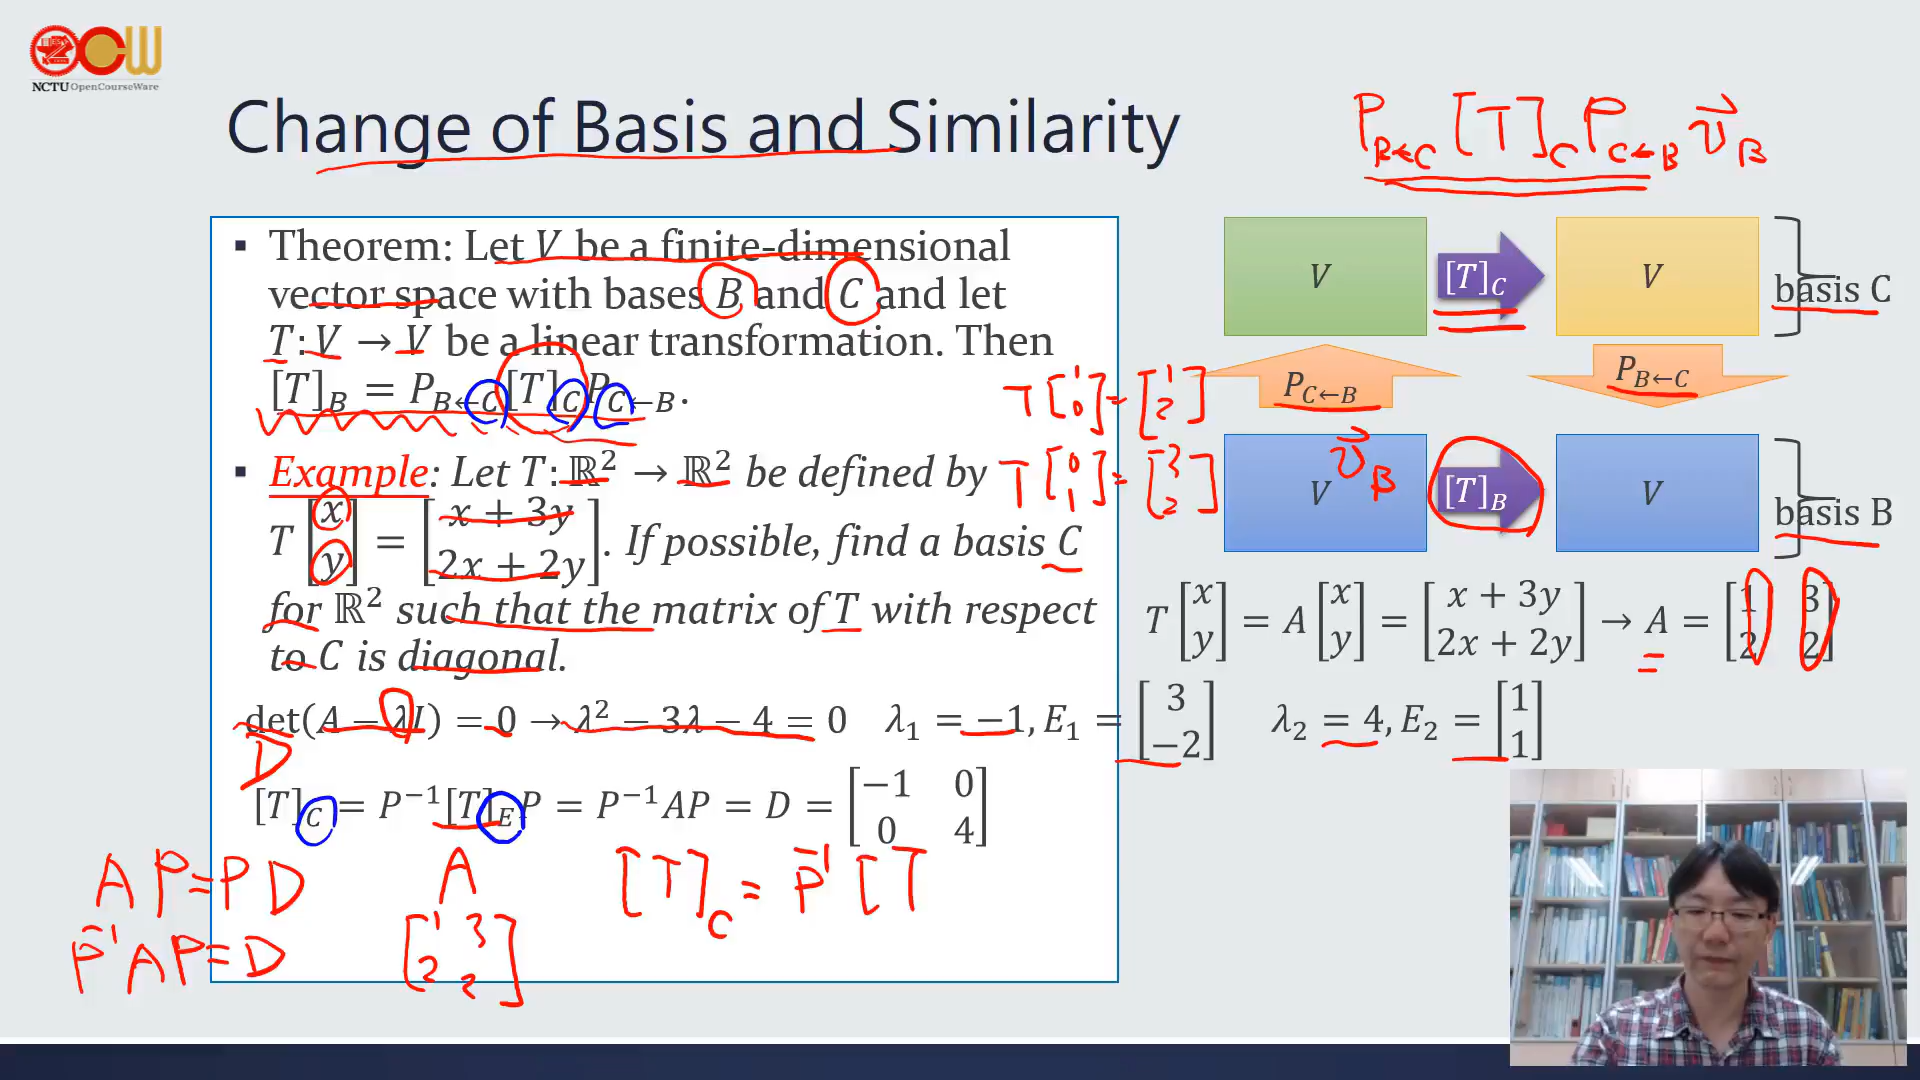 NCTU OpenCourseWare
Change of Basis and Similarity
P_{B←C} [T]_C P_{C←B} \vec{v}_B
▪ Theorem: Let V be a finite-dimensional
vector space with bases B and C and let
T: V → V be a linear transformation. Then
[T]_B = P_{B←C} [T]_C P_{C←B}.
▪ Example: Let T: ℝ² → ℝ² be defined by
T [x; y] = [x + 3y; 2x + 2y]. If possible, find a basis C
for ℝ² such that the matrix of T with respect
to C is diagonal.
det(A − λI) = 0 → λ² − 3λ − 4 = 0 λ₁ = −1, E₁ = [3; −2] λ₂ = 4, E₂ = [1; 1]
D
[T]_C = P⁻¹[T]_E P = P⁻¹AP = D = [−1 0; 0 4]
AP = PD
P⁻¹AP = D
A
[1 3; 2 2]
[T]_C = P⁻¹ [T
T [1; 0] = [1; 2]
T [0; 1] = [3; 2]
V
[T]_C
V
basis C
P_{C←B}
P_{B←C}
V
\vec{v}_B
[T]_B
V
basis B
T [x; y] = A [x; y] = [x + 3y; 2x + 2y] → A = [1 3; 2 2]